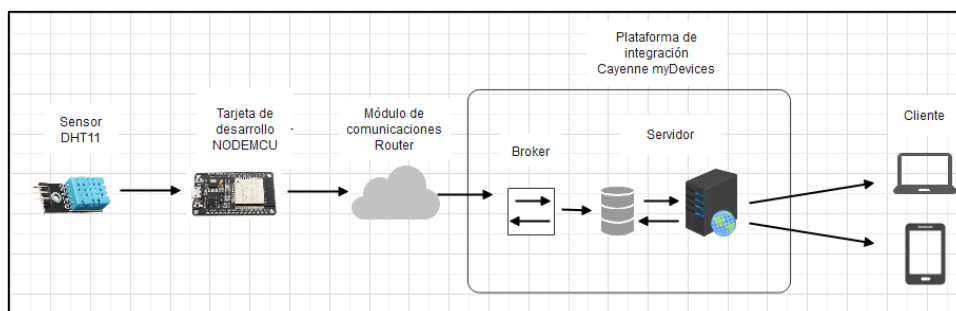 Plataforma de
integración
Cayenne myDevices
Sensor
DHT11
Tarjeta de
desarrollo -
NODEMCU
Módulo de
comunicaciones
Router
Broker
Servidor
Cliente